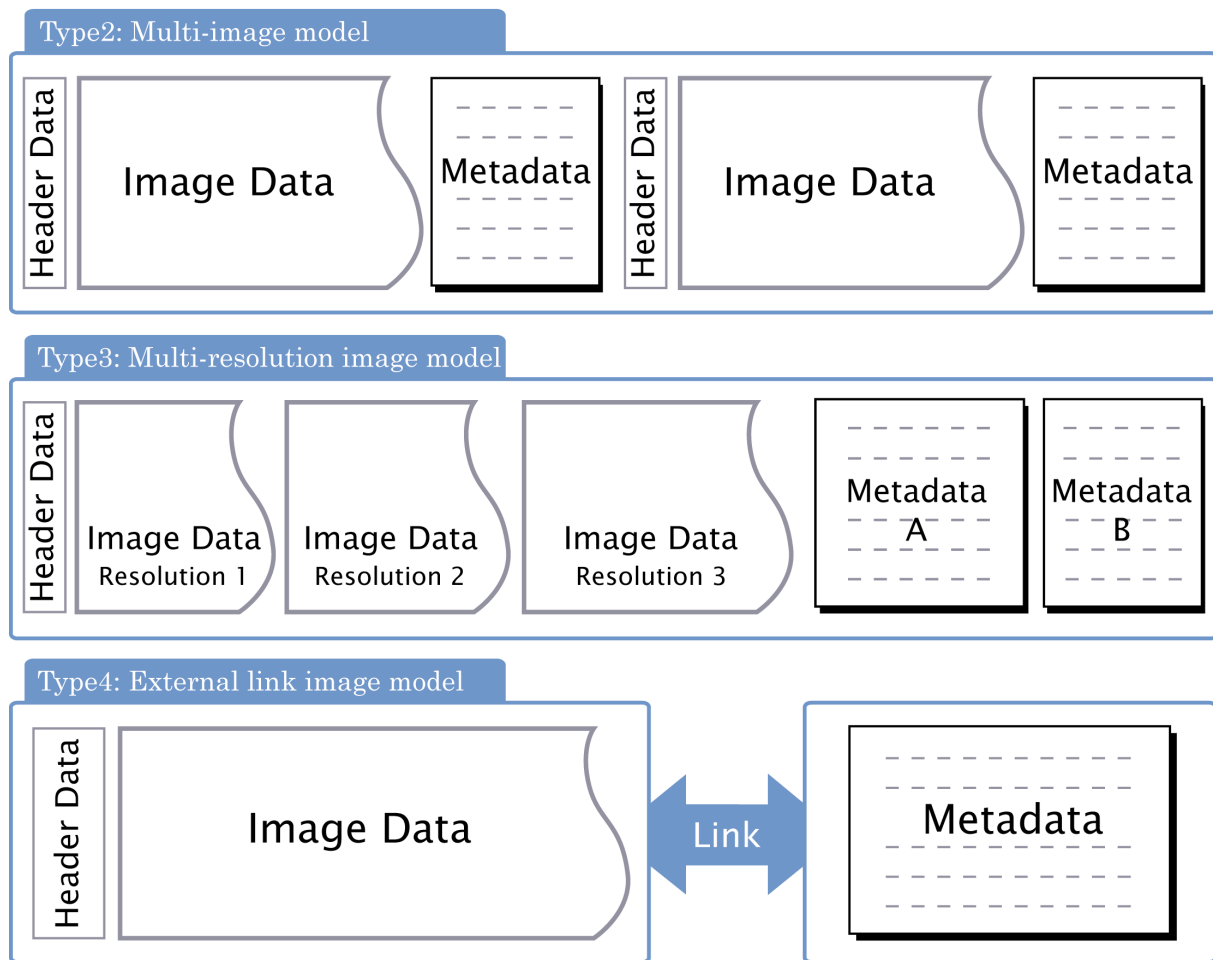 Type2: Multi-image model
Header Data
Image Data
Metadata
Header Data
Image Data
Metadata
Type3: Multi-resolution image model
Header Data
Image Data
Resolution 1
Image Data
Resolution 2
Image Data
Resolution 3
Metadata
A
Metadata
B
Type4: External link image model
Header Data
Image Data
Link
Metadata